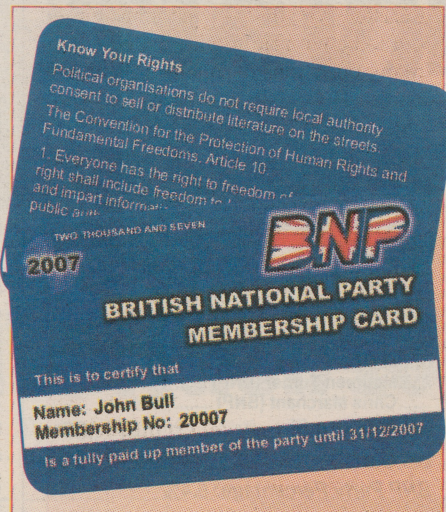 Know Your Rights
Political organisations do not require local authority
consent to sell or distribute literature on the streets.
The Convention for the Protection of Human Rights and
Fundamental Freedoms. Article 10.
1. Everyone has the right to freedom of
right shall include freedom to
and impart
public
TWO THOUSAND AND SEVEN
2007
BNP
BRITISH NATIONAL PARTY
MEMBERSHIP CARD
This is to certify that
Name: John Bull
Membership No: 20007
Is a fully paid up member of the party until 31/12/2007